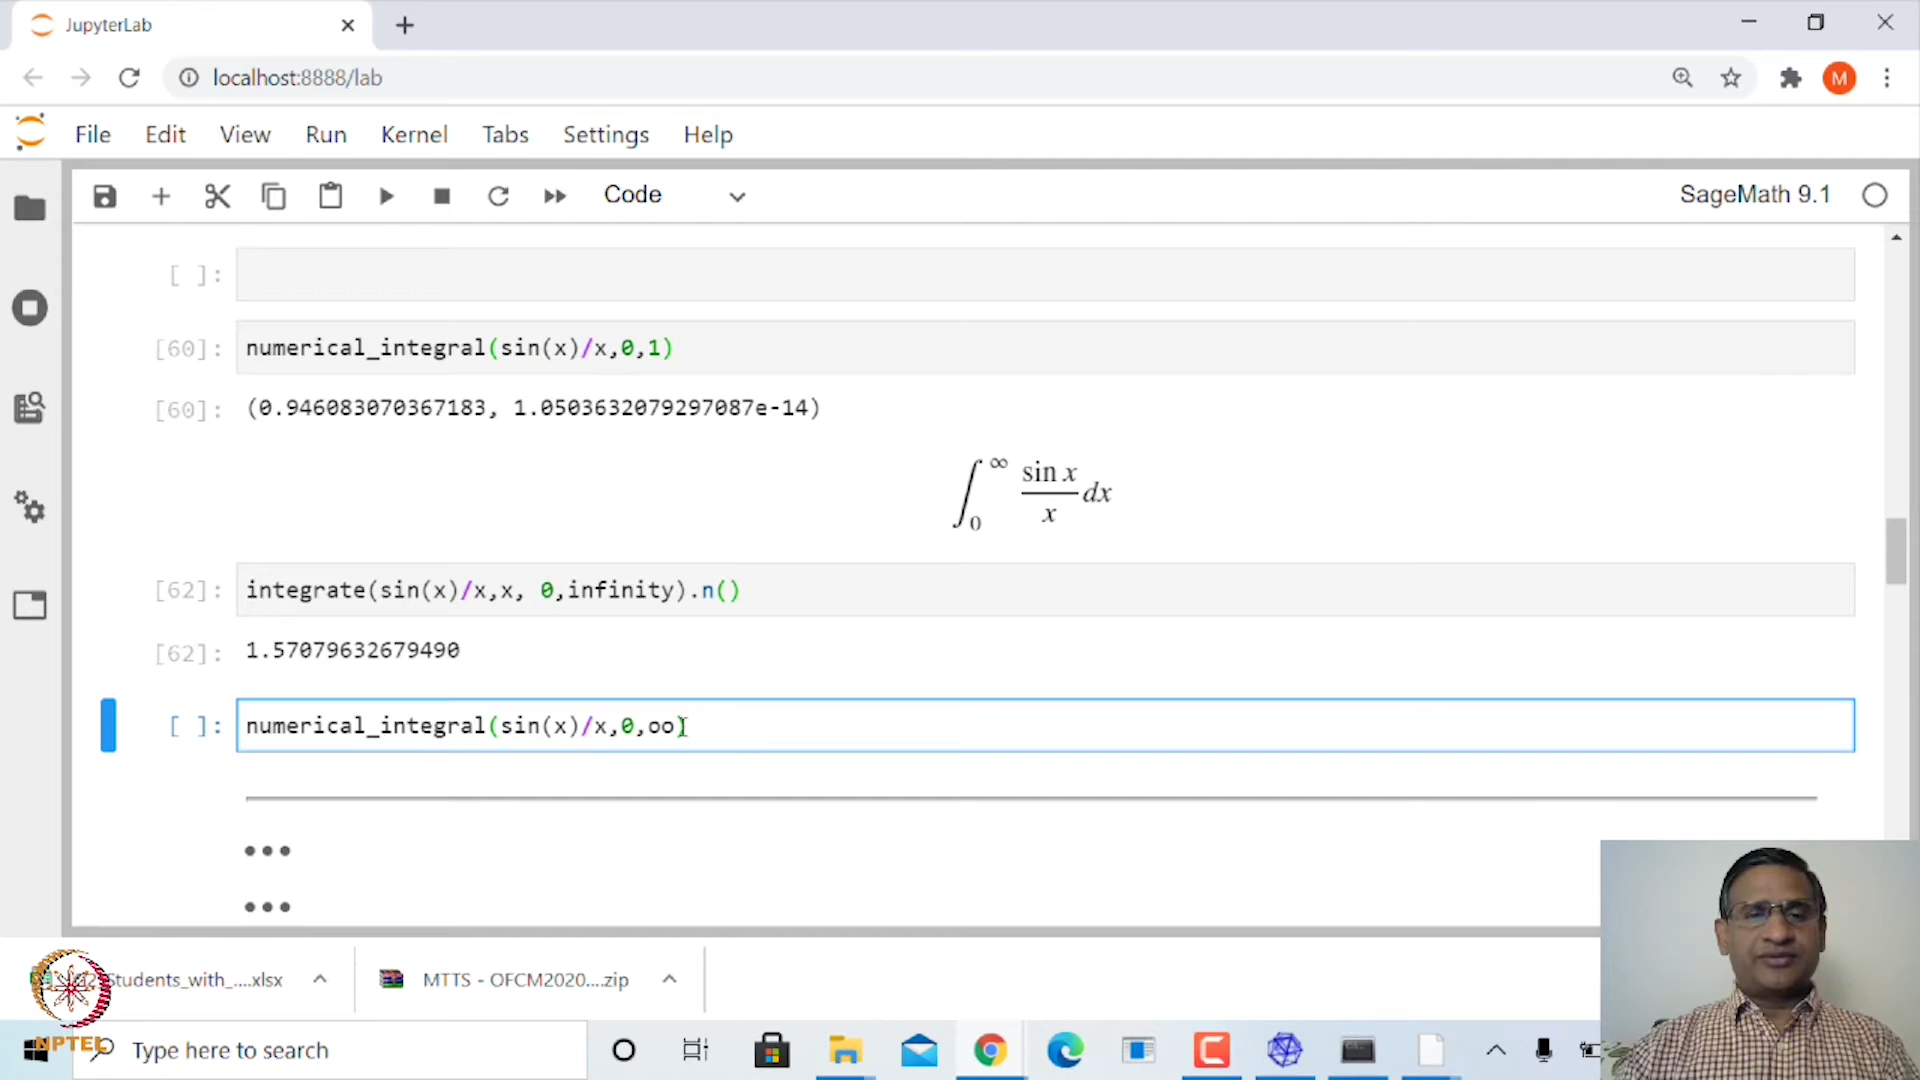 JupyterLab
localhost:8888/lab
M
File Edit View Run Kernel Tabs Settings Help
Code
SageMath 9.1
[ ]:
[60]: numerical_integral(sin(x)/x,0,1)
[60]: (0.946083070367183, 1.0503632079297087e-14)
∫₀^∞ sin x / x dx
[62]: integrate(sin(x)/x,x, 0,infinity).n()
[62]: 1.57079632679490
[ ]: numerical_integral(sin(x)/x,0,oo)
Students_with_....xlsx
MTTS - OFCM2020....zip
NPTEL
Type here to search